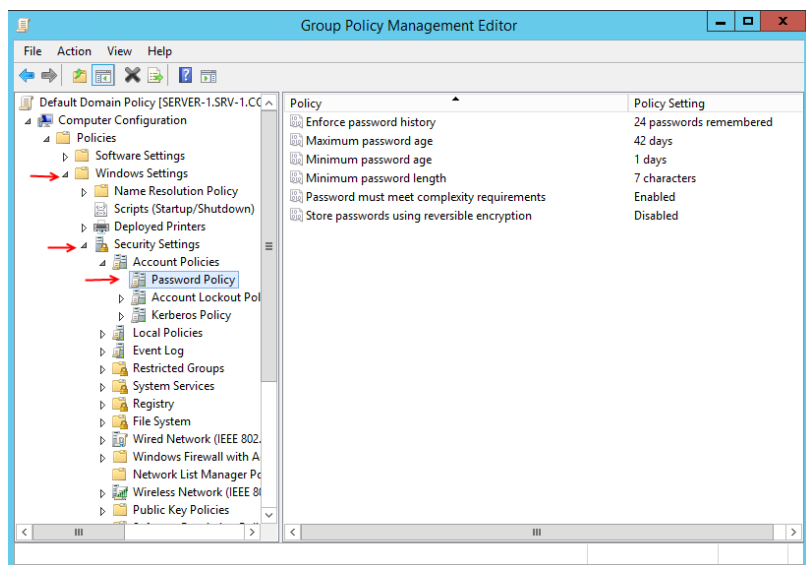 Group Policy Management Editor
File Action View Help
Default Domain Policy [SERVER-1.SRV-1.CC
Computer Configuration
Policies
Software Settings
Windows Settings
Name Resolution Policy
Scripts (Startup/Shutdown)
Deployed Printers
Security Settings
Account Policies
Password Policy
Account Lockout Pol
Kerberos Policy
Local Policies
Event Log
Restricted Groups
System Services
Registry
File System
Wired Network (IEEE 802.
Windows Firewall with A
Network List Manager Po
Wireless Network (IEEE 80
Public Key Policies
Policy Policy Setting
Enforce password history 24 passwords remembered
Maximum password age 42 days
Minimum password age 1 days
Minimum password length 7 characters
Password must meet complexity requirements Enabled
Store passwords using reversible encryption Disabled